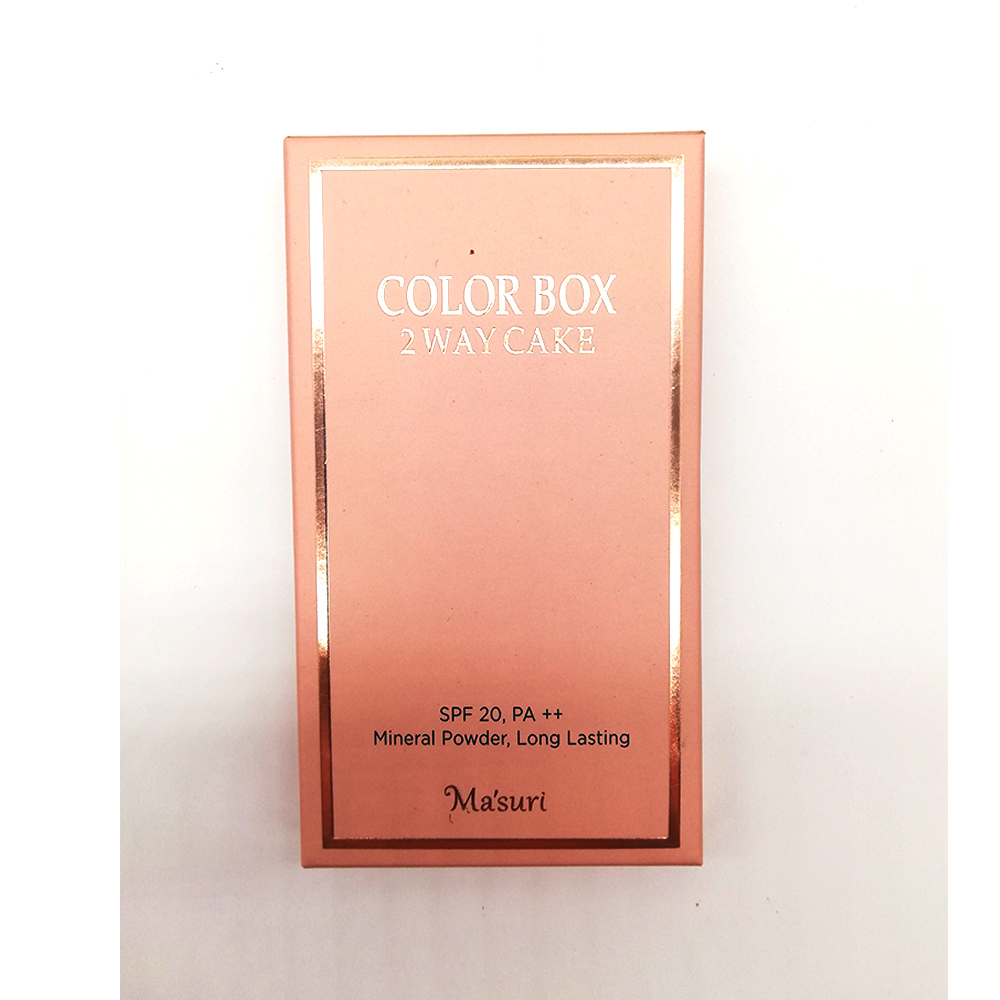 COLOR BOX
2 WAY CAKE
SPF 20, PA ++
Mineral Powder, Long Lasting
Ma'suri